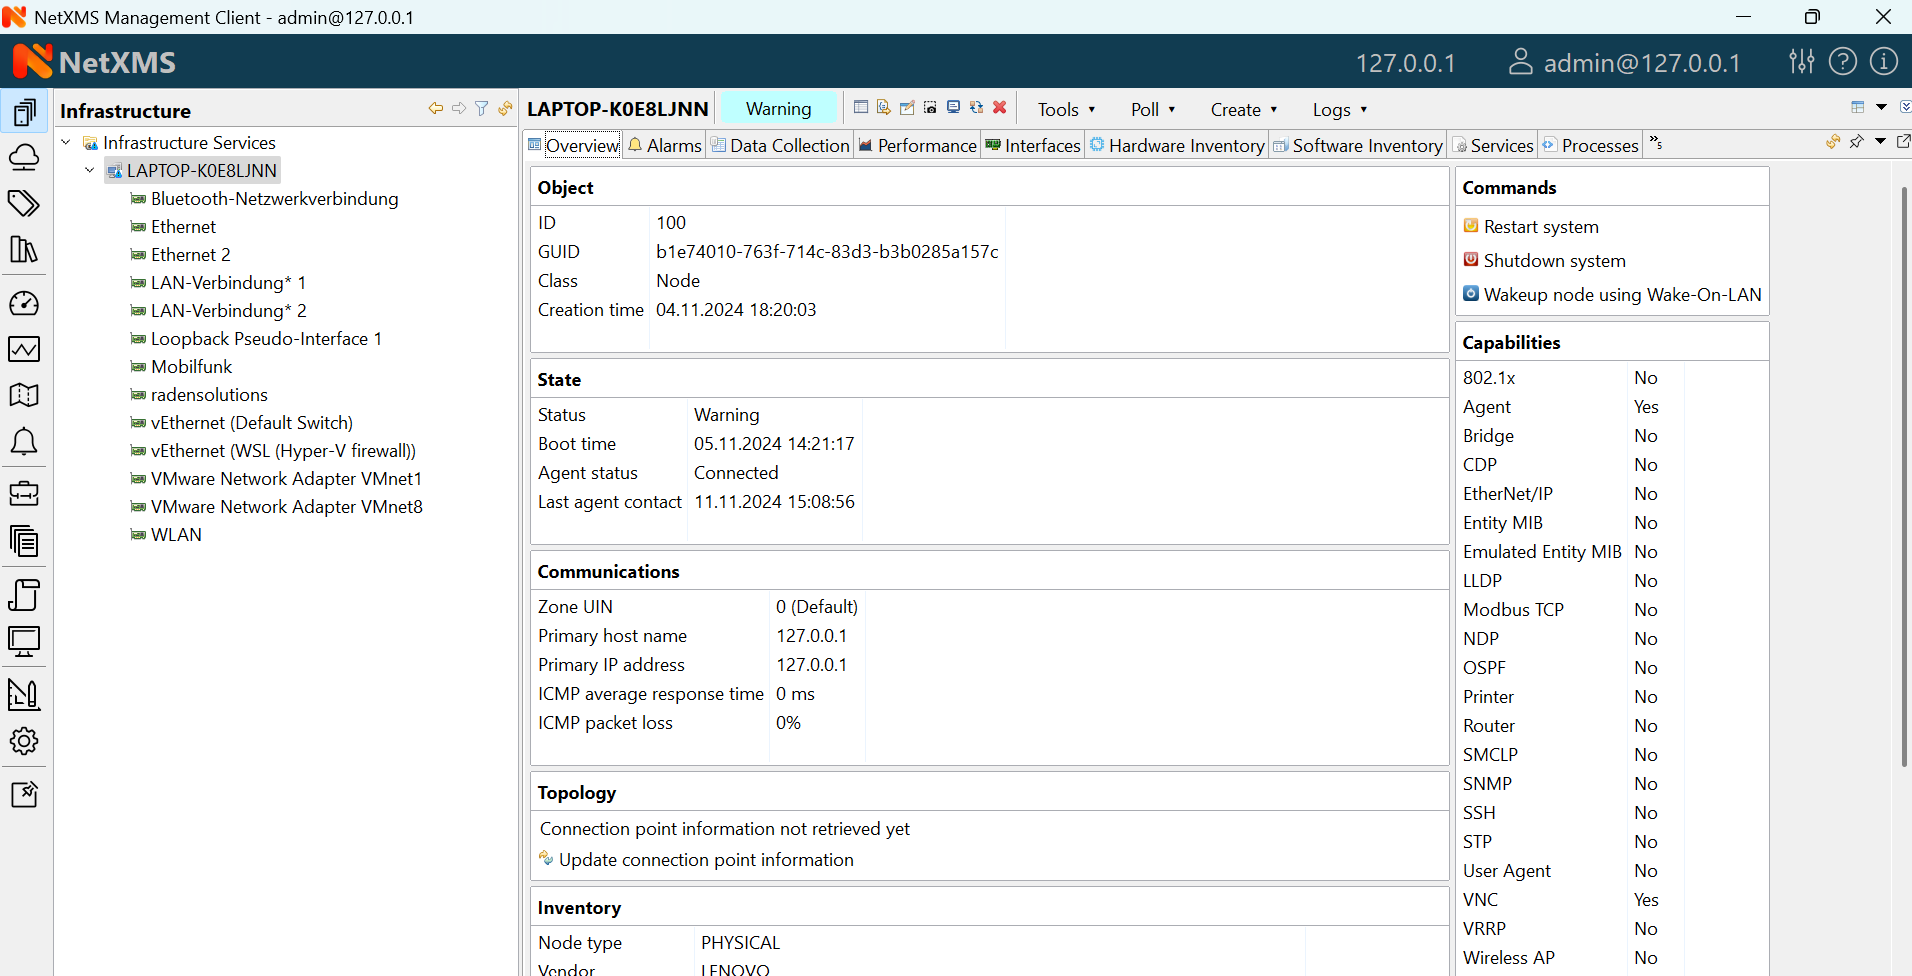 NetXMS Management Client - admin@127.0.0.1
NetXMS
127.0.0.1
admin@127.0.0.1
Infrastructure
LAPTOP-K0E8LJNN
Warning
Tools
Poll
Create
Logs
Overview
Alarms
Data Collection
Performance
Interfaces
Hardware Inventory
Software Inventory
Services
Processes
»5
Infrastructure Services
LAPTOP-K0E8LJNN
Bluetooth-Netzwerkverbindung
Ethernet
Ethernet 2
LAN-Verbindung* 1
LAN-Verbindung* 2
Loopback Pseudo-Interface 1
Mobilfunk
radensolutions
vEthernet (Default Switch)
vEthernet (WSL (Hyper-V firewall))
VMware Network Adapter VMnet1
VMware Network Adapter VMnet8
WLAN
Object
ID 100
GUID b1e74010-763f-714c-83d3-b3b0285a157c
Class Node
Creation time 04.11.2024 18:20:03
State
Status Warning
Boot time 05.11.2024 14:21:17
Agent status Connected
Last agent contact 11.11.2024 15:08:56
Communications
Zone UIN 0 (Default)
Primary host name 127.0.0.1
Primary IP address 127.0.0.1
ICMP average response time 0 ms
ICMP packet loss 0%
Topology
Connection point information not retrieved yet
Update connection point information
Inventory
Node type PHYSICAL
Vendor LENOVO
Commands
Restart system
Shutdown system
Wakeup node using Wake-On-LAN
Capabilities
802.1x No
Agent Yes
Bridge No
CDP No
EtherNet/IP No
Entity MIB No
Emulated Entity MIB No
LLDP No
Modbus TCP No
NDP No
OSPF No
Printer No
Router No
SMCLP No
SNMP No
SSH No
STP No
User Agent No
VNC Yes
VRRP No
Wireless AP No